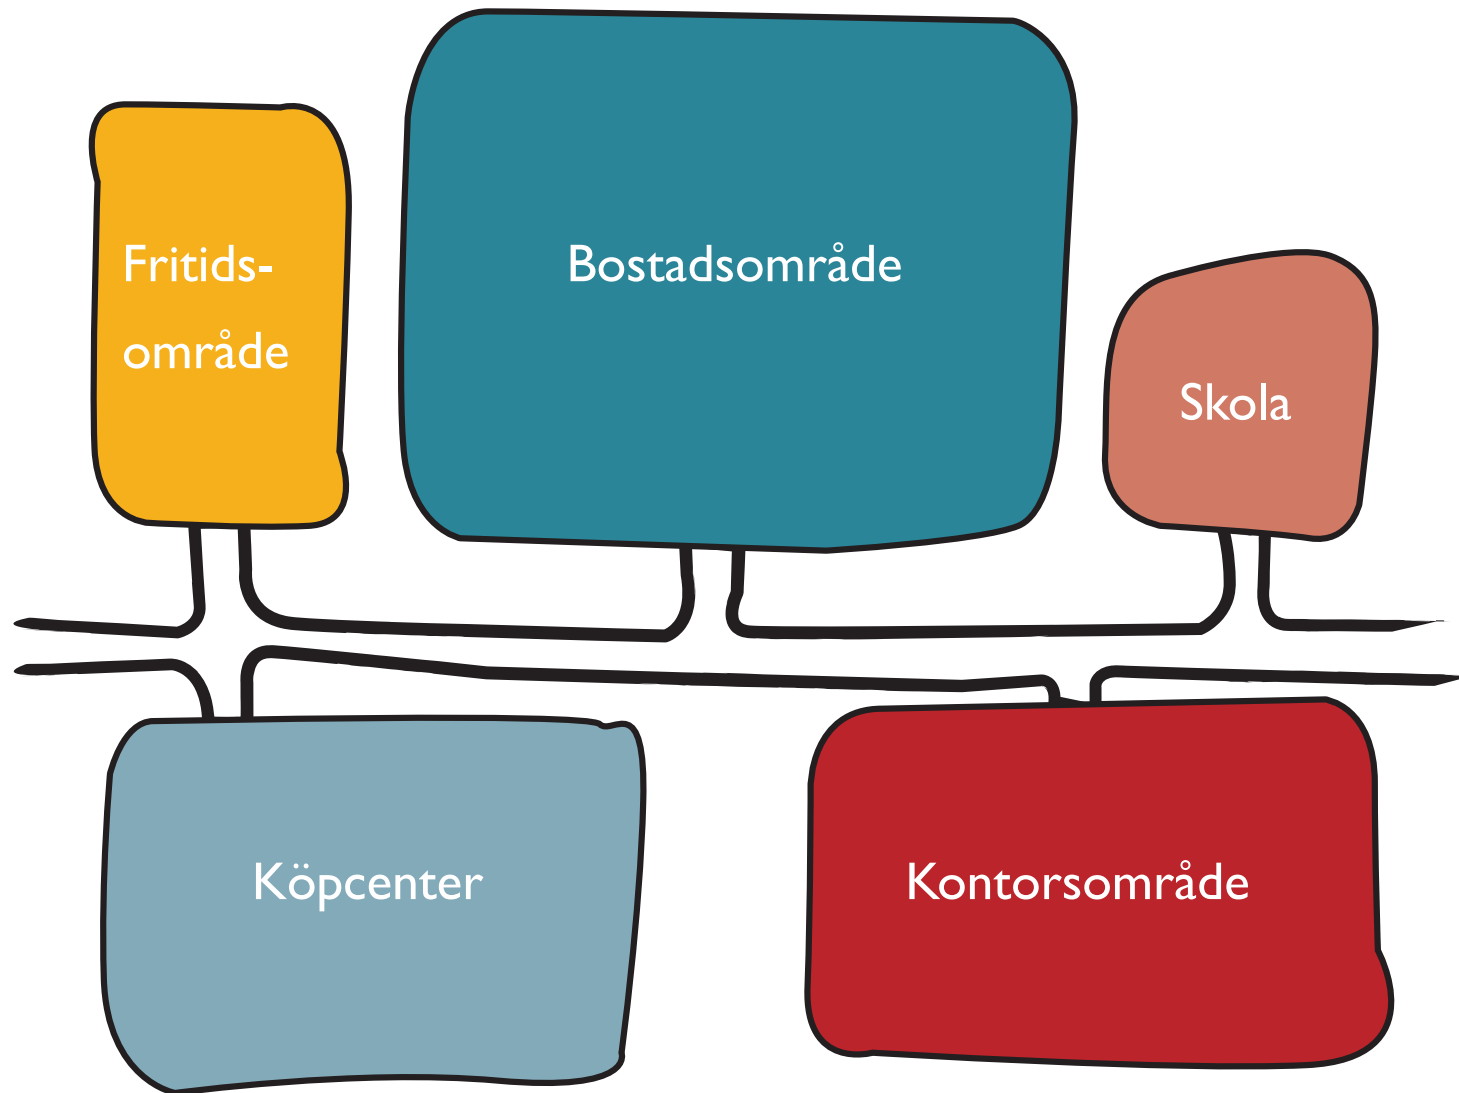 Fritids-
område
Bostadsområde
Skola
Köpcenter
Kontorsområde